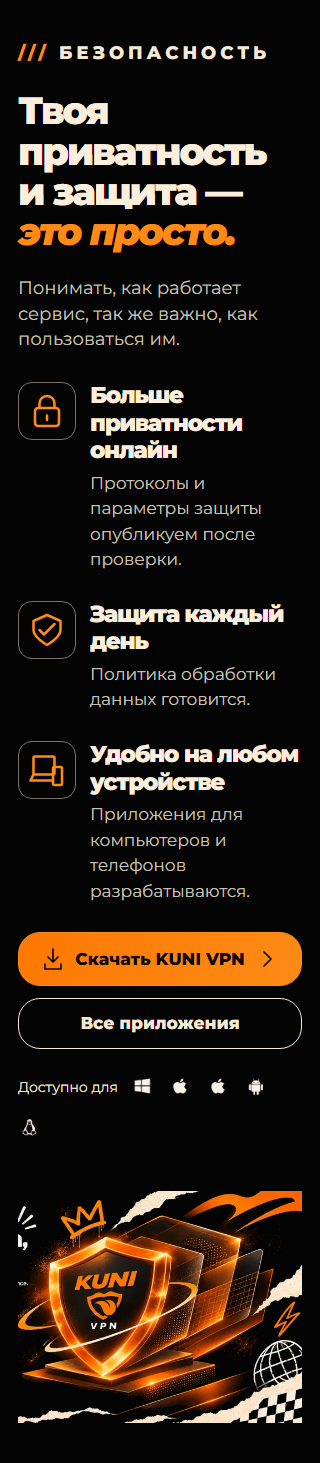 /// БЕЗОПАСНОСТЬ
Твоя
приватность
и защита —
это просто.
Понимать, как работает
сервис, так же важно, как
пользоваться им.
Больше
приватности
онлайн
Протоколы и
параметры защиты
опубликуем после
проверки.
Защита каждый
день
Политика обработки
данных готовится.
Удобно на любом
устройстве
Приложения для
компьютеров и
телефонов
разрабатываются.
Скачать KUNI VPN
Все приложения
Доступно для
KUNI
VPN